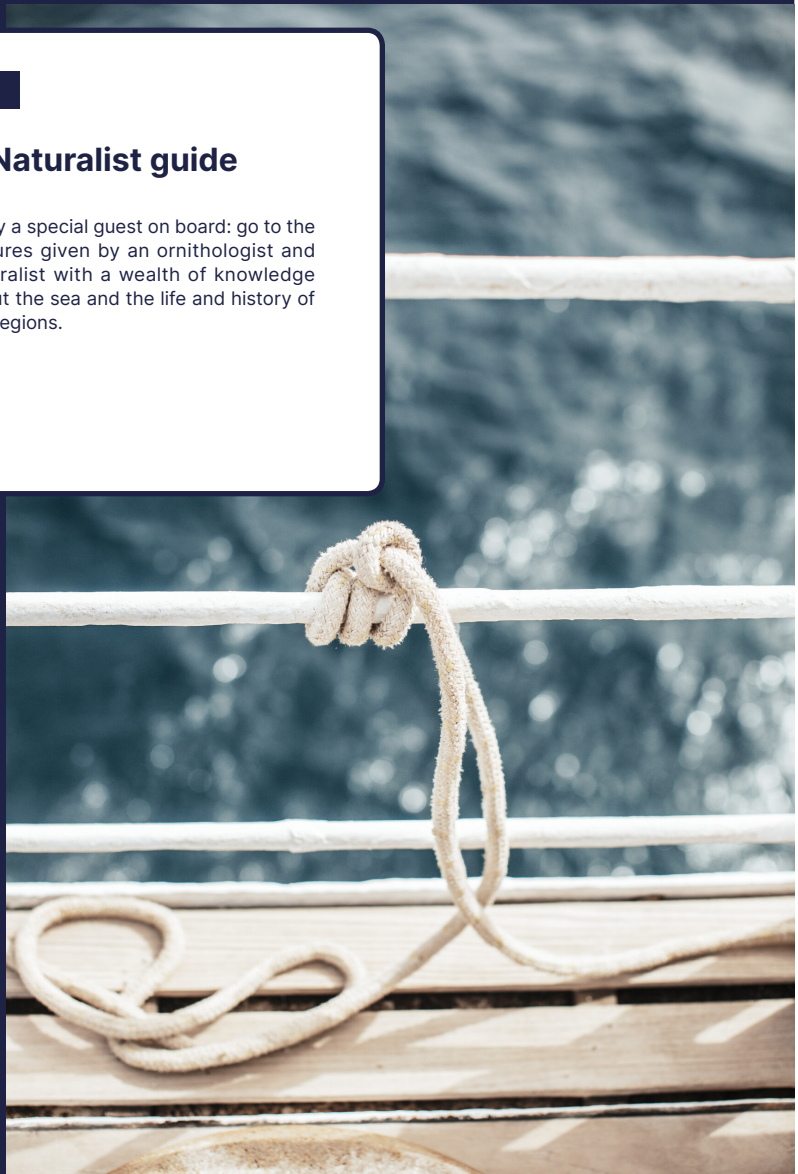 Naturalist guide
y a special guest on board: go to the
ures given by an ornithologist and
ralist with a wealth of knowledge
ut the sea and the life and history of
egions.